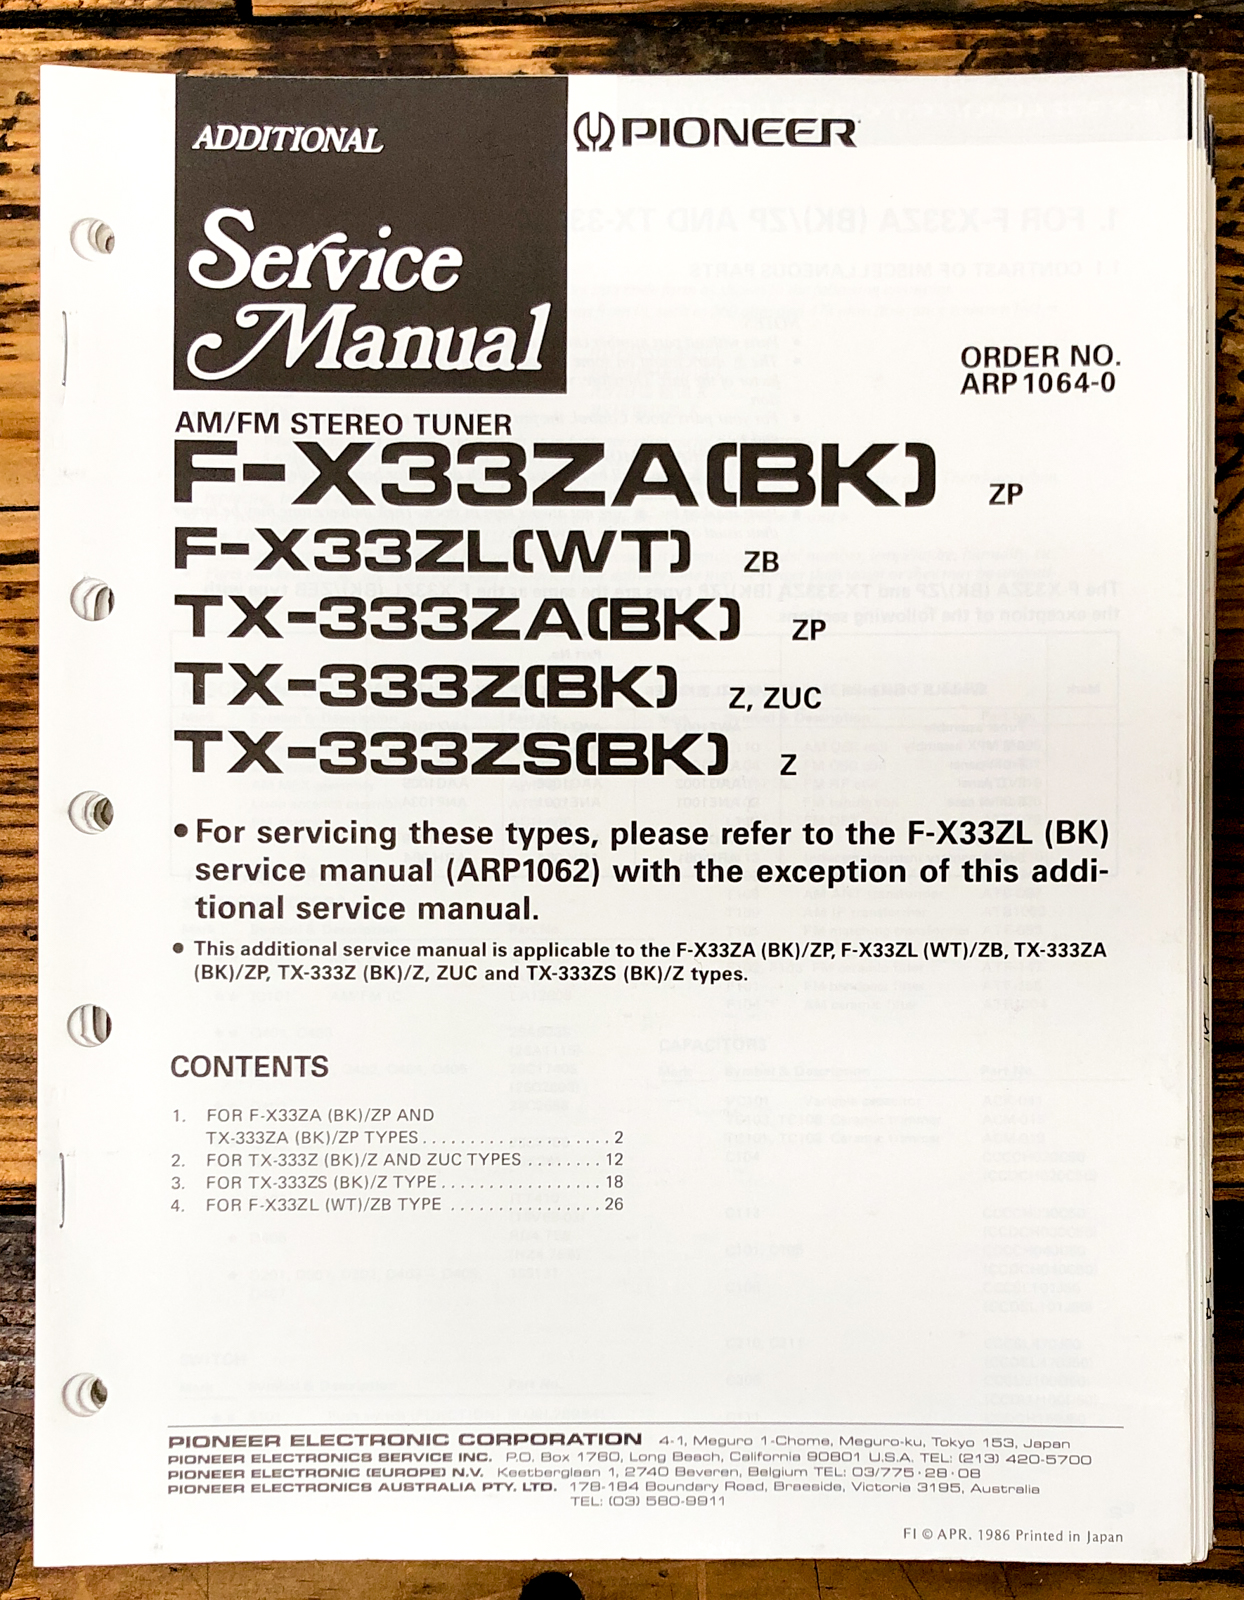 ADDITIONAL
Service
Manual
PIONEER
ORDER NO.
ARP1064-0
AM/FM STEREO TUNER
F-X33ZA(BK) ZP
F-X33ZL(WT) ZB
TX-333ZA(BK) ZP
TX-333Z(BK) Z, ZUC
TX-333ZS(BK) Z
● For servicing these types, please refer to the F-X33ZL (BK)
service manual (ARP1062) with the exception of this addi-
tional service manual.
● This additional service manual is applicable to the F-X33ZA (BK)/ZP, F-X33ZL (WT)/ZB, TX-333ZA
(BK)/ZP, TX-333Z (BK)/Z, ZUC and TX-333ZS (BK)/Z types.
CONTENTS
1. FOR F-X33ZA (BK)/ZP AND
TX-333ZA (BK)/ZP TYPES....................2
2. FOR TX-333Z (BK)/Z AND ZUC TYPES ........12
3. FOR TX-333ZS (BK)/Z TYPE.................18
4. FOR F-X33ZL (WT)/ZB TYPE ................26
PIONEER ELECTRONIC CORPORATION 4-1, Meguro 1-Chome, Meguro-ku, Tokyo 153, Japan
PIONEER ELECTRONICS SERVICE INC. P.O. Box 1760, Long Beach, California 90801 U.S.A. TEL: (213) 420-5700
PIONEER ELECTRONIC (EUROPE) N.V. Keetberglaan 1, 2740 Beveren, Belgium TEL: 03/775·28·08
PIONEER ELECTRONICS AUSTRALIA PTY. LTD. 178-184 Boundary Road, Braeside, Victoria 3195, Australia
TEL: (03) 580-9911
FI © APR. 1986 Printed in Japan